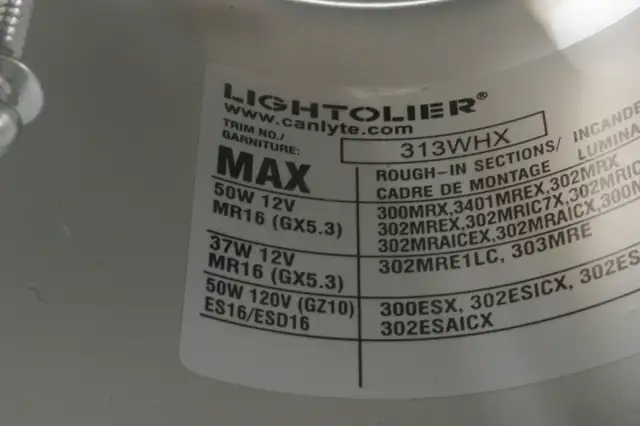 LIGHTOLIER®
www.canlyte.com
TRIM NO./
GARNITURE:
313WHX
MAX
ROUGH-IN SECTIONS/ INCANDE
CADRE DE MONTAGE LUMINA
50W 12V
MR16 (GX5.3)
300MRX,3401MREX,302MRX
302MREX,302MRIC7X,302MRIC
302MRAICEX,302MRAICX,300M
37W 12V
MR16 (GX5.3)
302MRE1LC, 303MRE
50W 120V (GZ10)
ES16/ESD16
300ESX, 302ESICX, 302ES
302ESAICX